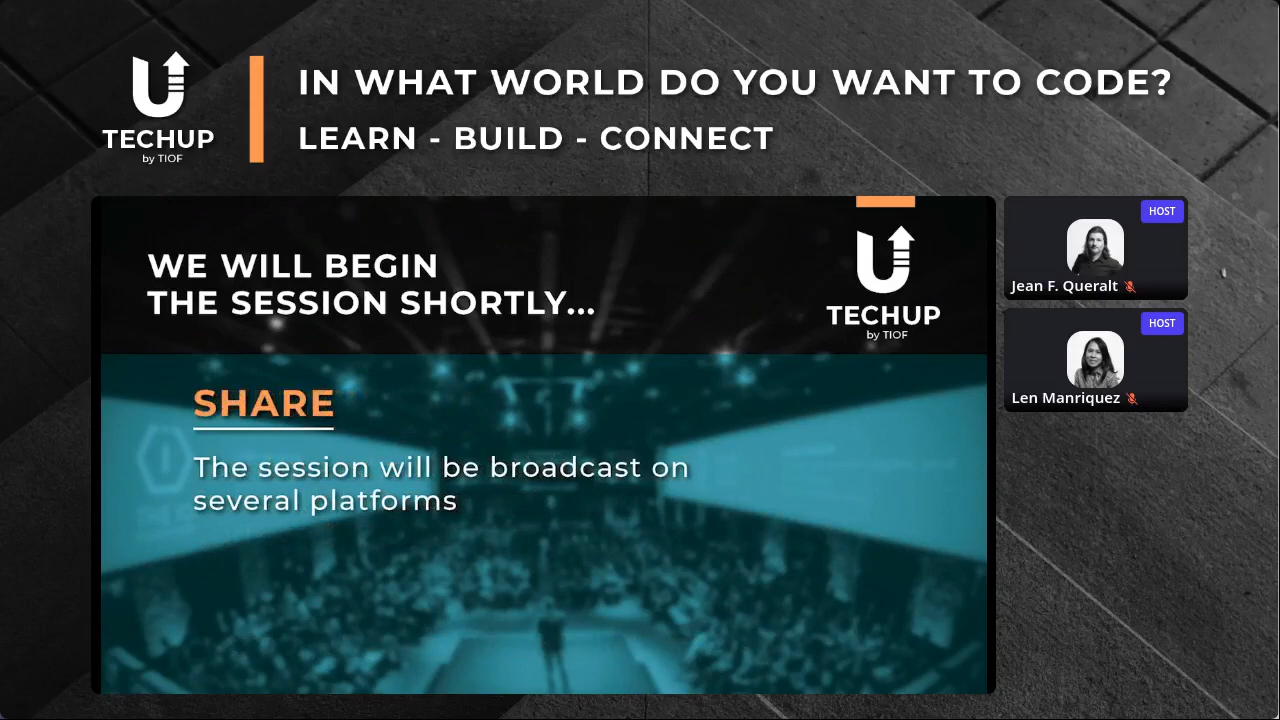 TECHUP
by TIOF
IN WHAT WORLD DO YOU WANT TO CODE?
LEARN - BUILD - CONNECT
WE WILL BEGIN
THE SESSION SHORTLY...
TECHUP
by TIOF
SHARE
The session will be broadcast on
several platforms
HOST
Jean F. Queralt
HOST
Len Manriquez